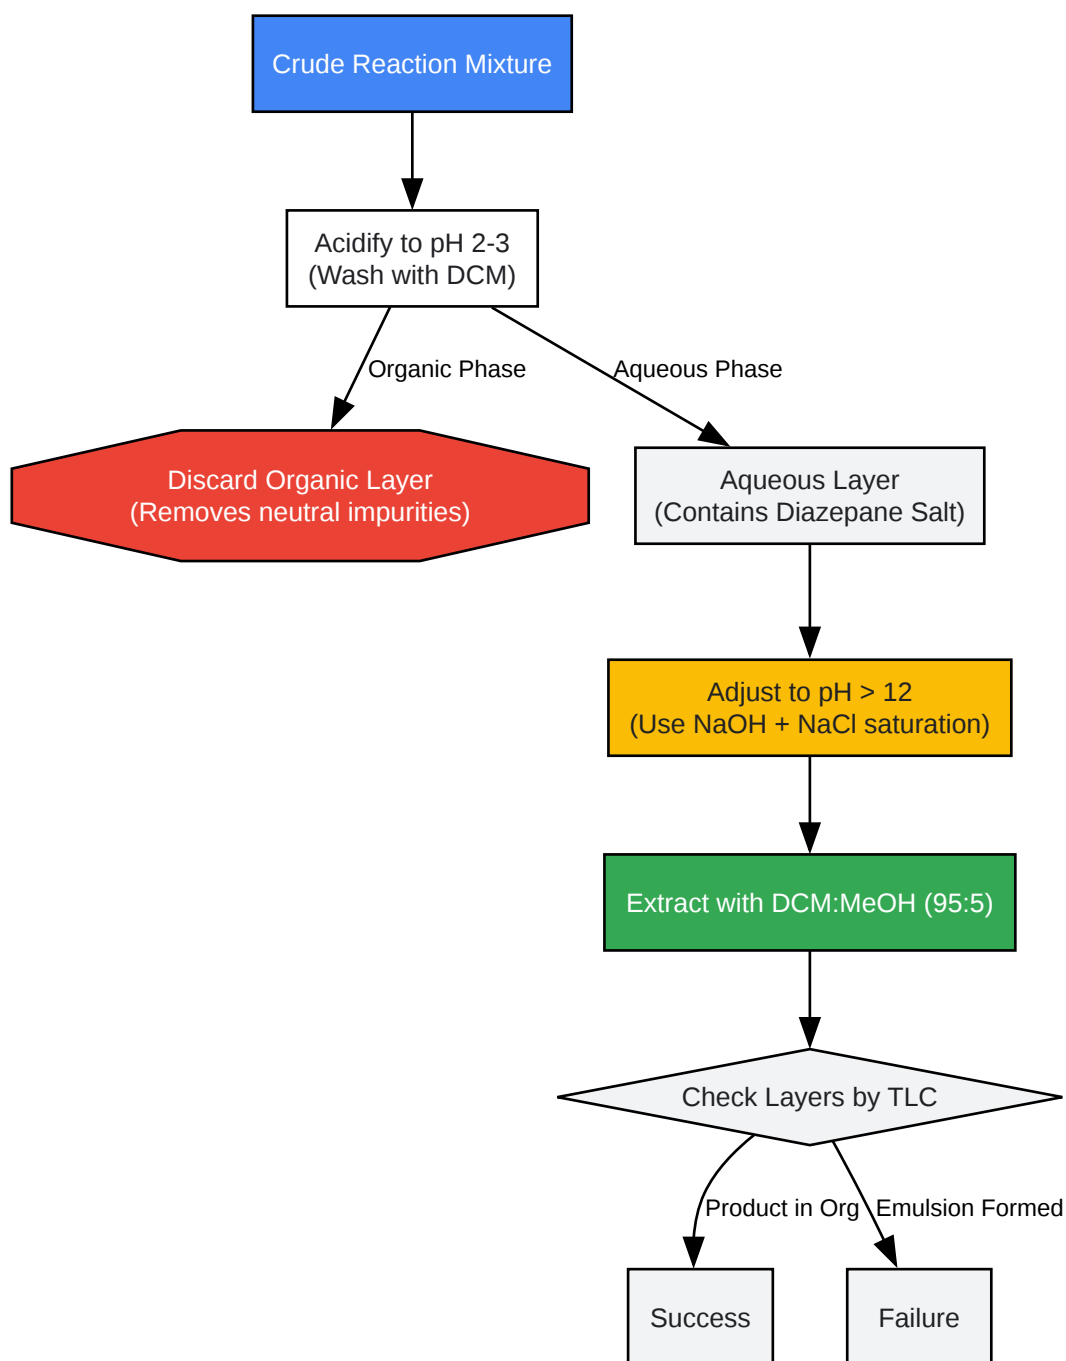 Crude Reaction Mixture
Acidify to pH 2-3
(Wash with DCM)
Organic Phase
Aqueous Phase
Discard Organic Layer
(Removes neutral impurities)
Aqueous Layer
(Contains Diazepane Salt)
Adjust to pH > 12
(Use NaOH + NaCl saturation)
Extract with DCM:MeOH (95:5)
Check Layers by TLC
Product in Org
Emulsion Formed
Success
Failure